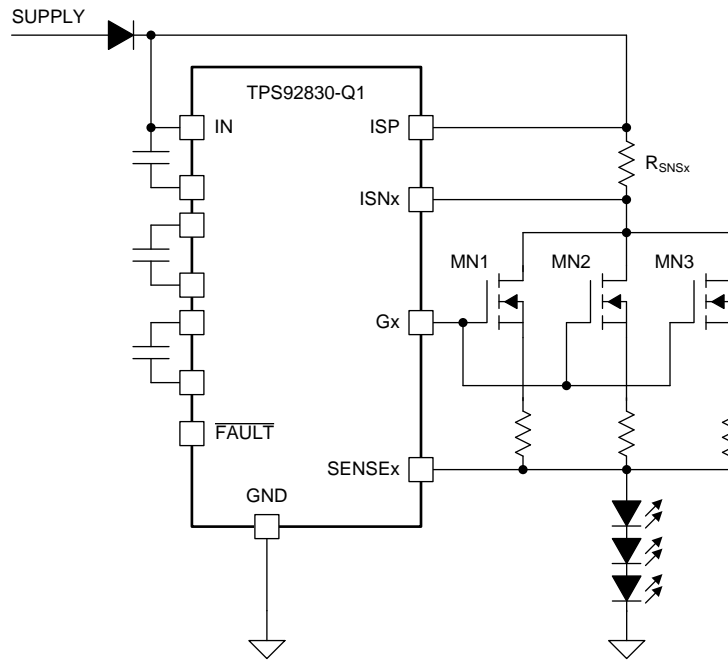 SUPPLY
TPS92830-Q1
IN
ISP
R_SNSx
ISNx
MN1
MN2
MN3
Gx
FAULT
SENSEx
GND